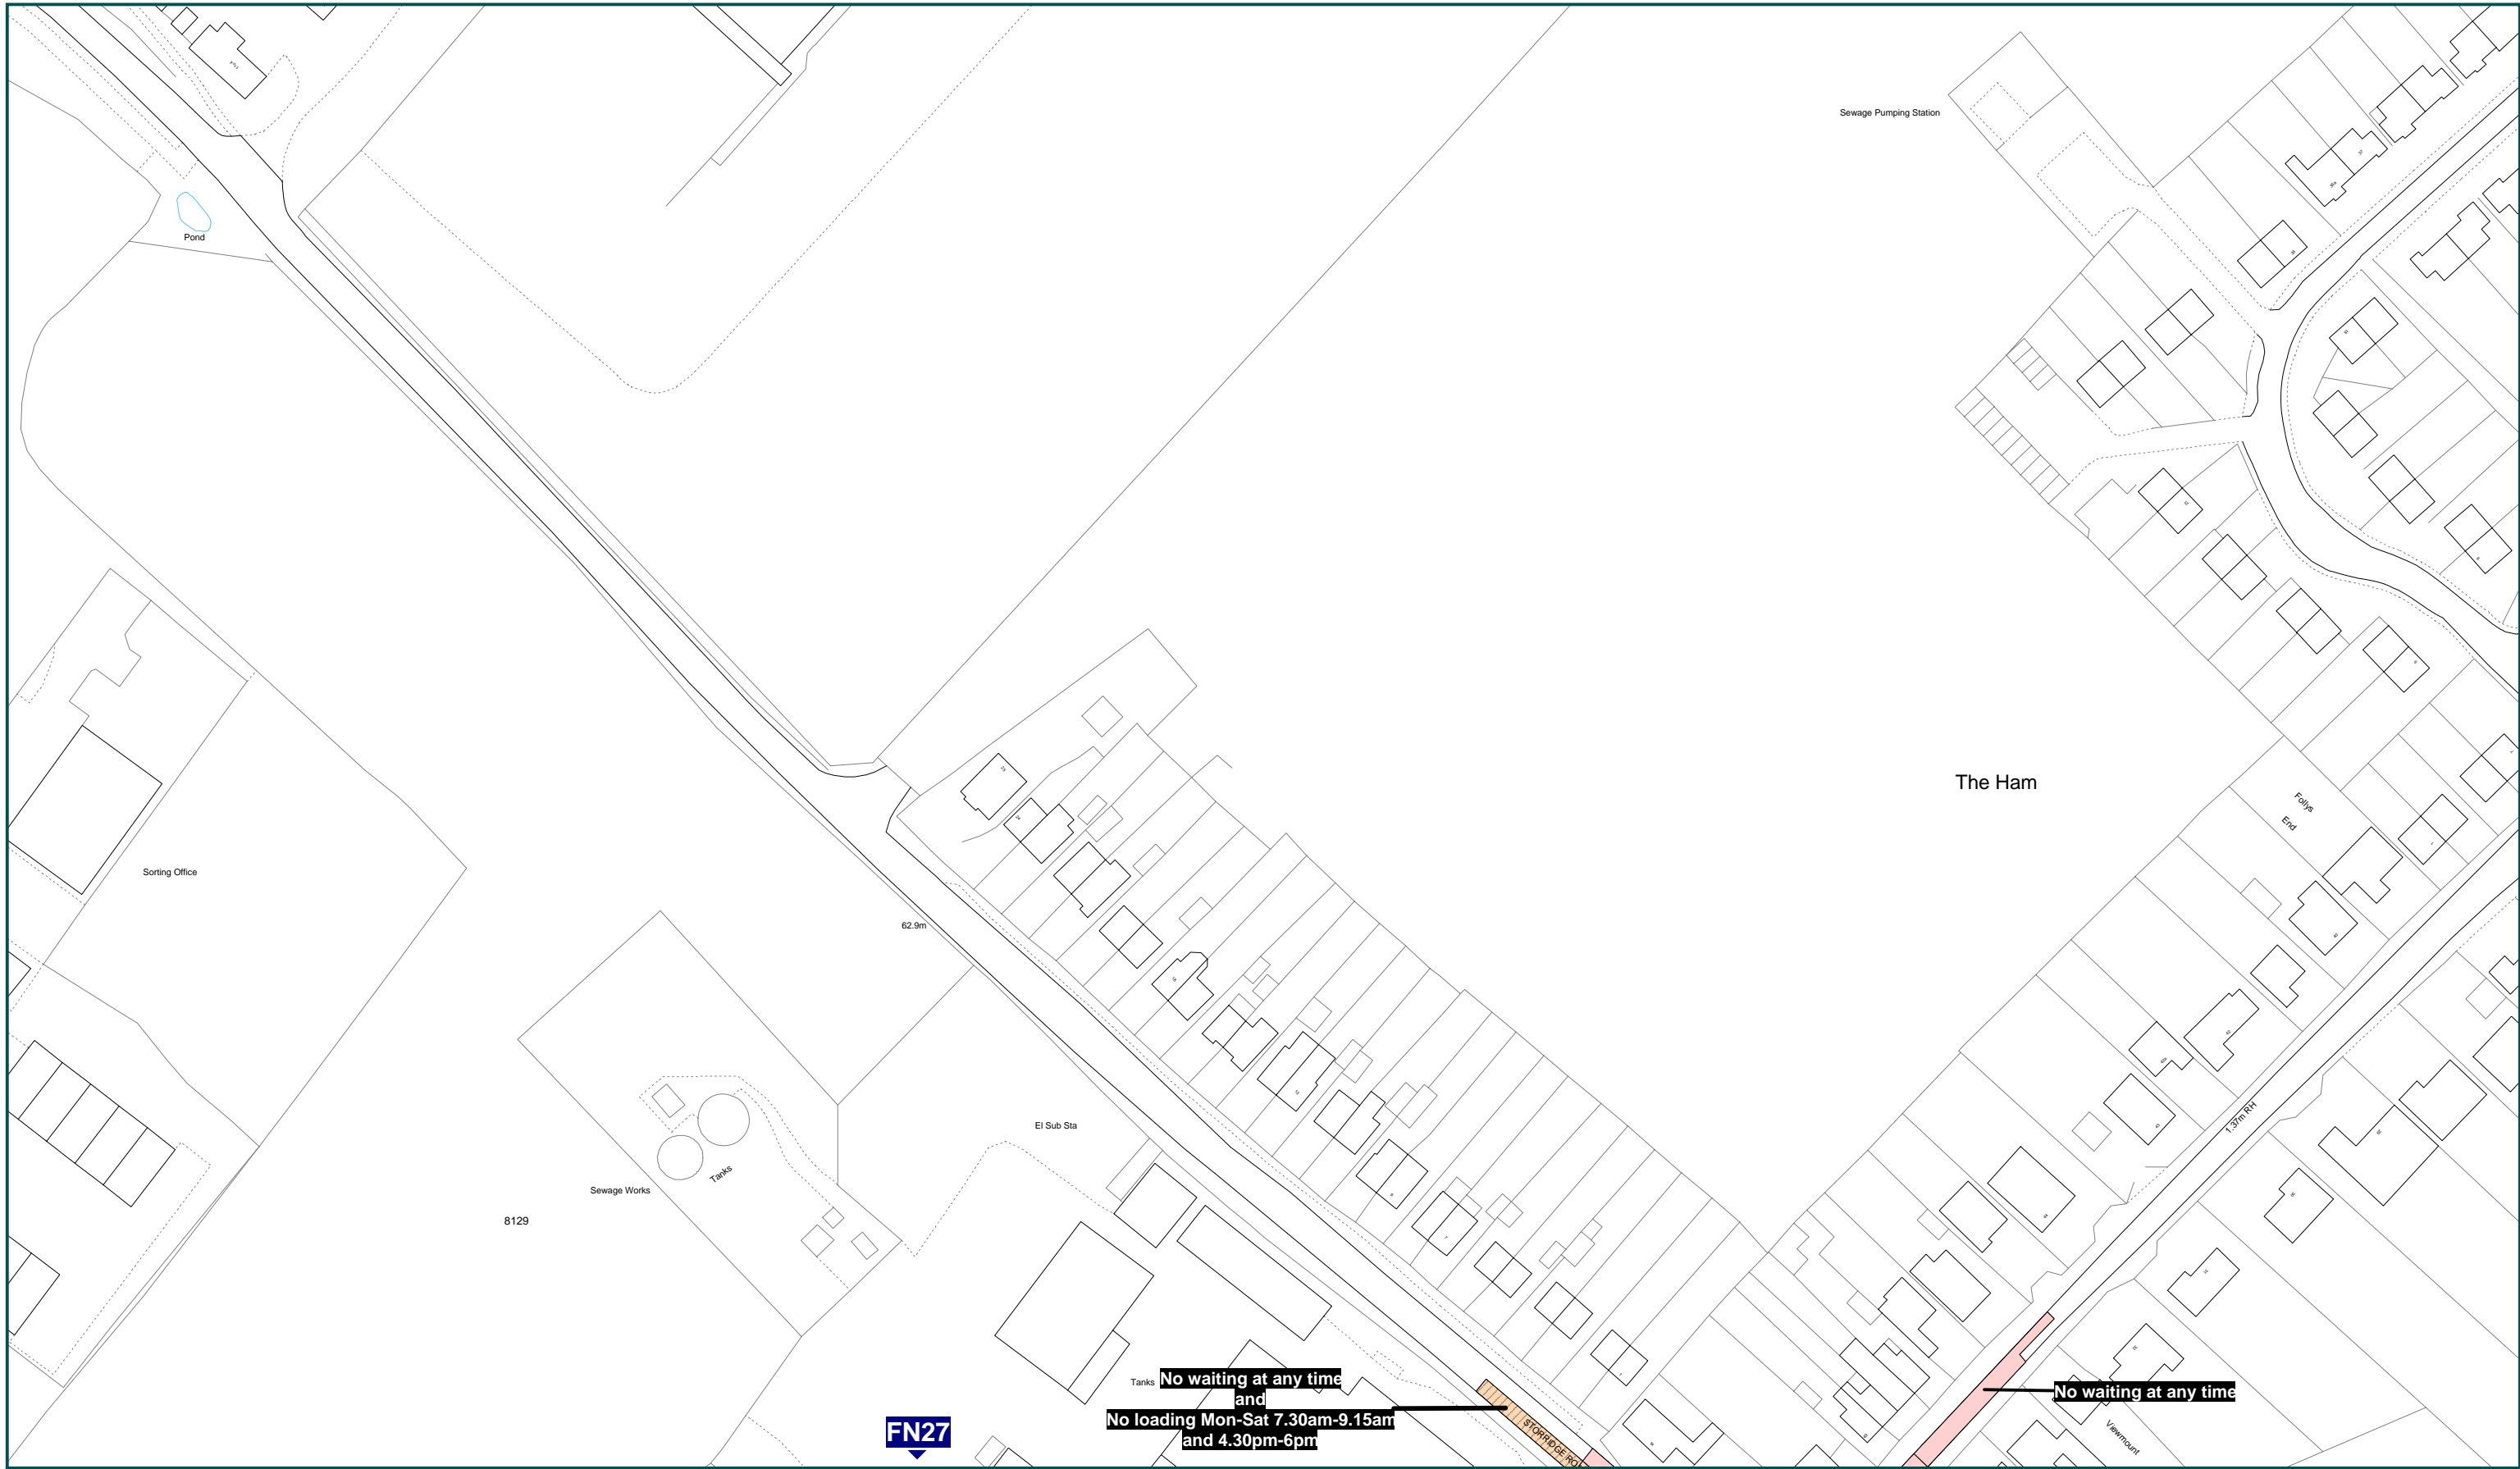 Sewage Pumping Station
Pond
The Ham
Follys
End
Sorting Office
62.9m
El Sub Sta
1.37m RH
Tanks
Sewage Works
8129
Tanks
No waiting at any time
and
No loading Mon-Sat 7.30am-9.15am
and 4.30pm-6pm
No waiting at any time
FN27
STORRIDGE RO
Viewmount